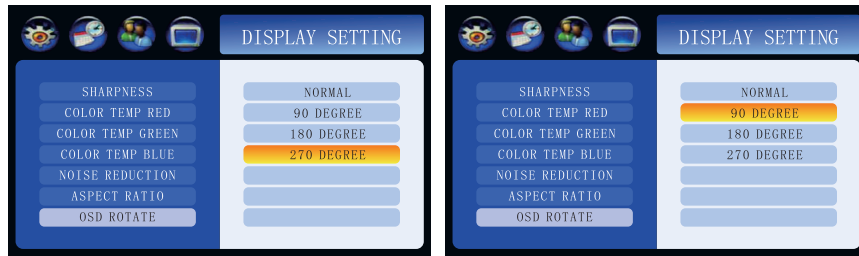 DISPLAY SETTING
SHARPNESS
NORMAL
COLOR TEMP RED
90 DEGREE
COLOR TEMP GREEN
180 DEGREE
COLOR TEMP BLUE
270 DEGREE
NOISE REDUCTION
ASPECT RATIO
OSD ROTATE
DISPLAY SETTING
SHARPNESS
NORMAL
COLOR TEMP RED
90 DEGREE
COLOR TEMP GREEN
180 DEGREE
COLOR TEMP BLUE
270 DEGREE
NOISE REDUCTION
ASPECT RATIO
OSD ROTATE